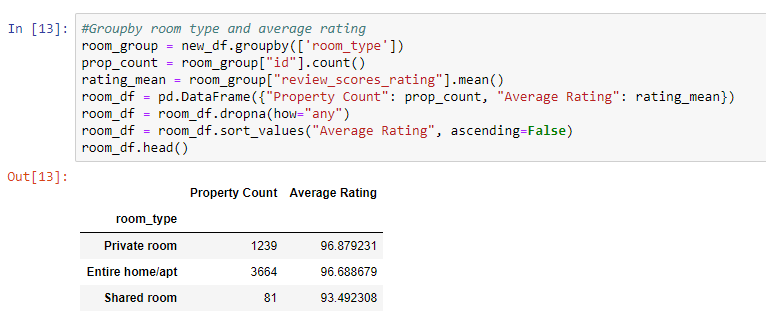 In [13]: #Groupby room type and average rating
room_group = new_df.groupby(['room_type'])
prop_count = room_group["id"].count()
rating_mean = room_group["review_scores_rating"].mean()
room_df = pd.DataFrame({"Property Count": prop_count, "Average Rating": rating_mean})
room_df = room_df.dropna(how="any")
room_df = room_df.sort_values("Average Rating", ascending=False)
room_df.head()
Out[13]:
Property Count Average Rating
room_type
Private room 1239 96.879231
Entire home/apt 3664 96.688679
Shared room 81 93.492308